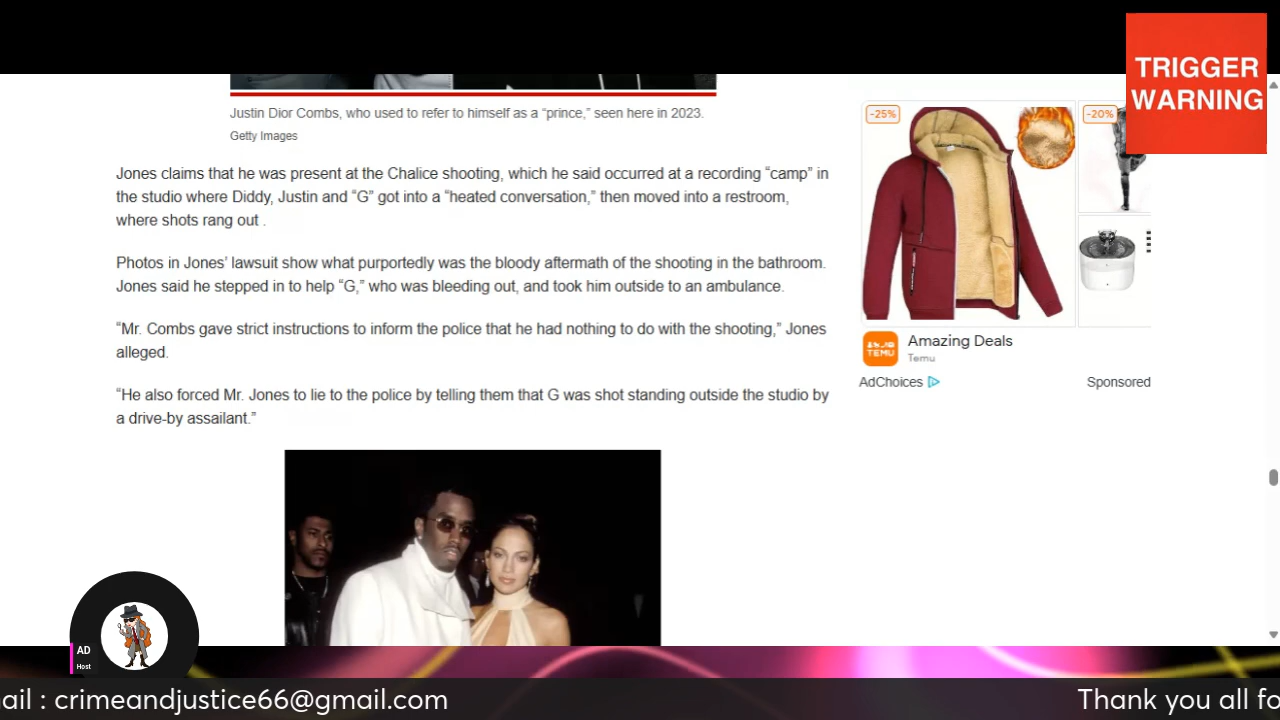 TRIGGER
WARNING
Justin Dior Combs, who used to refer to himself as a “prince,” seen here in 2023.
Getty Images
Jones claims that he was present at the Chalice shooting, which he said occurred at a recording “camp” in
the studio where Diddy, Justin and “G” got into a “heated conversation,” then moved into a restroom,
where shots rang out .
Photos in Jones’ lawsuit show what purportedly was the bloody aftermath of the shooting in the bathroom.
Jones said he stepped in to help “G,” who was bleeding out, and took him outside to an ambulance.
“Mr. Combs gave strict instructions to inform the police that he had nothing to do with the shooting,” Jones
alleged.
“He also forced Mr. Jones to lie to the police by telling them that G was shot standing outside the studio by
a drive-by assailant.”
-25%
-20%
TEMU
Amazing Deals
Temu
AdChoices
Sponsored
AD
Host
ail : crimeandjustice66@gmail.com
Thank you all fo